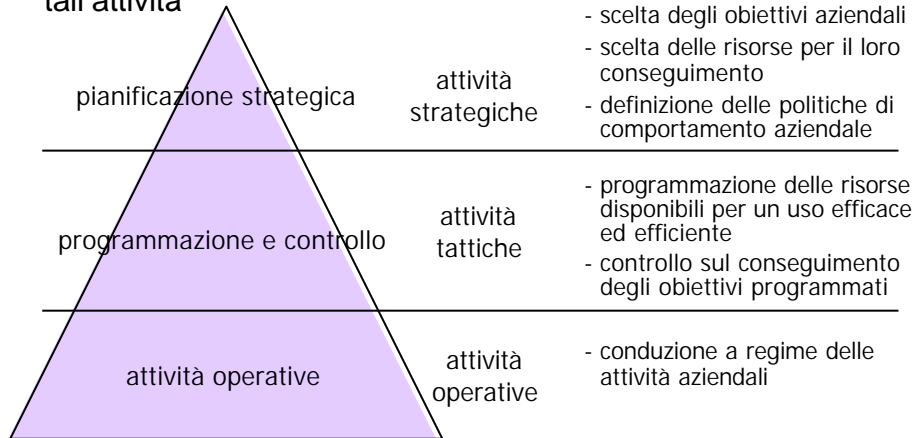 tali attività
pianificazione strategica
attività
strategiche
- scelta degli obiettivi aziendali
- scelta delle risorse per il loro
conseguimento
- definizione delle politiche di
comportamento aziendale
programmazione e controllo
attività
tattiche
- programmazione delle risorse
disponibili per un uso efficace
ed efficiente
- controllo sul conseguimento
degli obiettivi programmati
attività operative
attività
operative
- conduzione a regime delle
attività aziendali